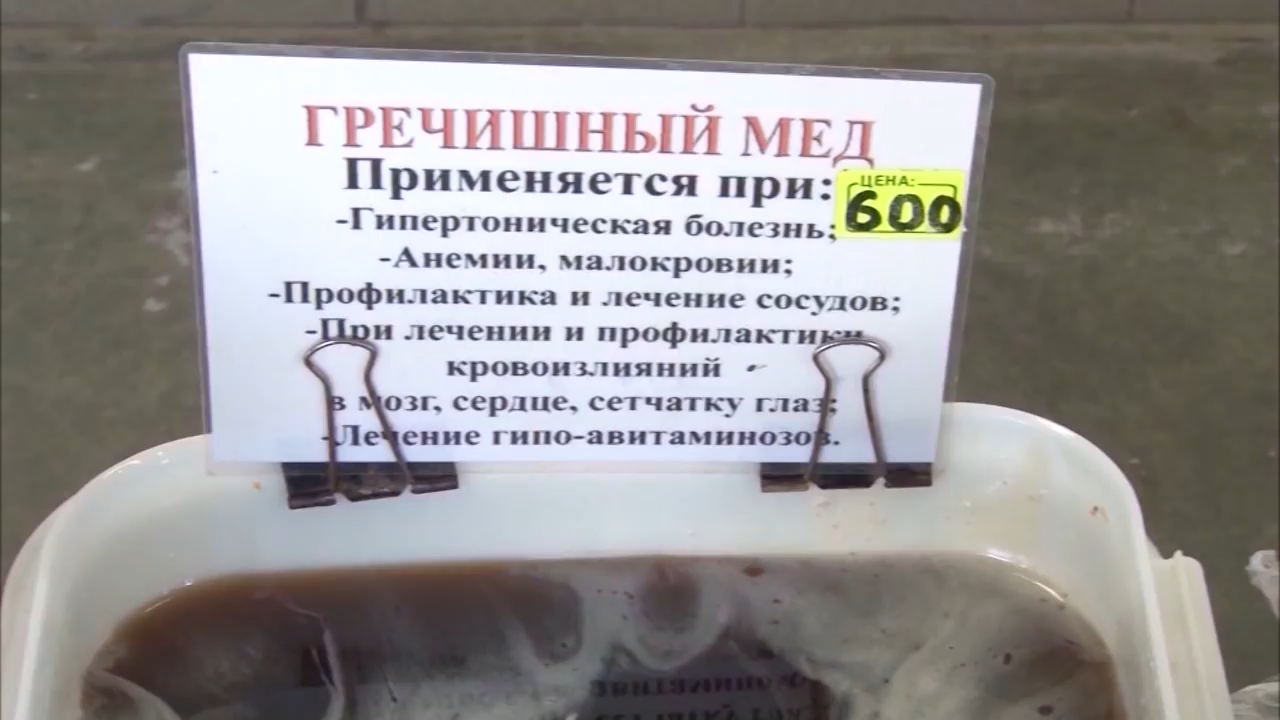 ГРЕЧИШНЫЙ МЕД
Применяется при:
ЦЕНА:
600
-Гипертоническая болезнь;
-Анемии, малокровии;
-Профилактика и лечение сосудов;
-При лечении и профилактики
кровоизлияний
в мозг, сердце, сетчатку глаз;
-Лечение гипо-авитаминозов.